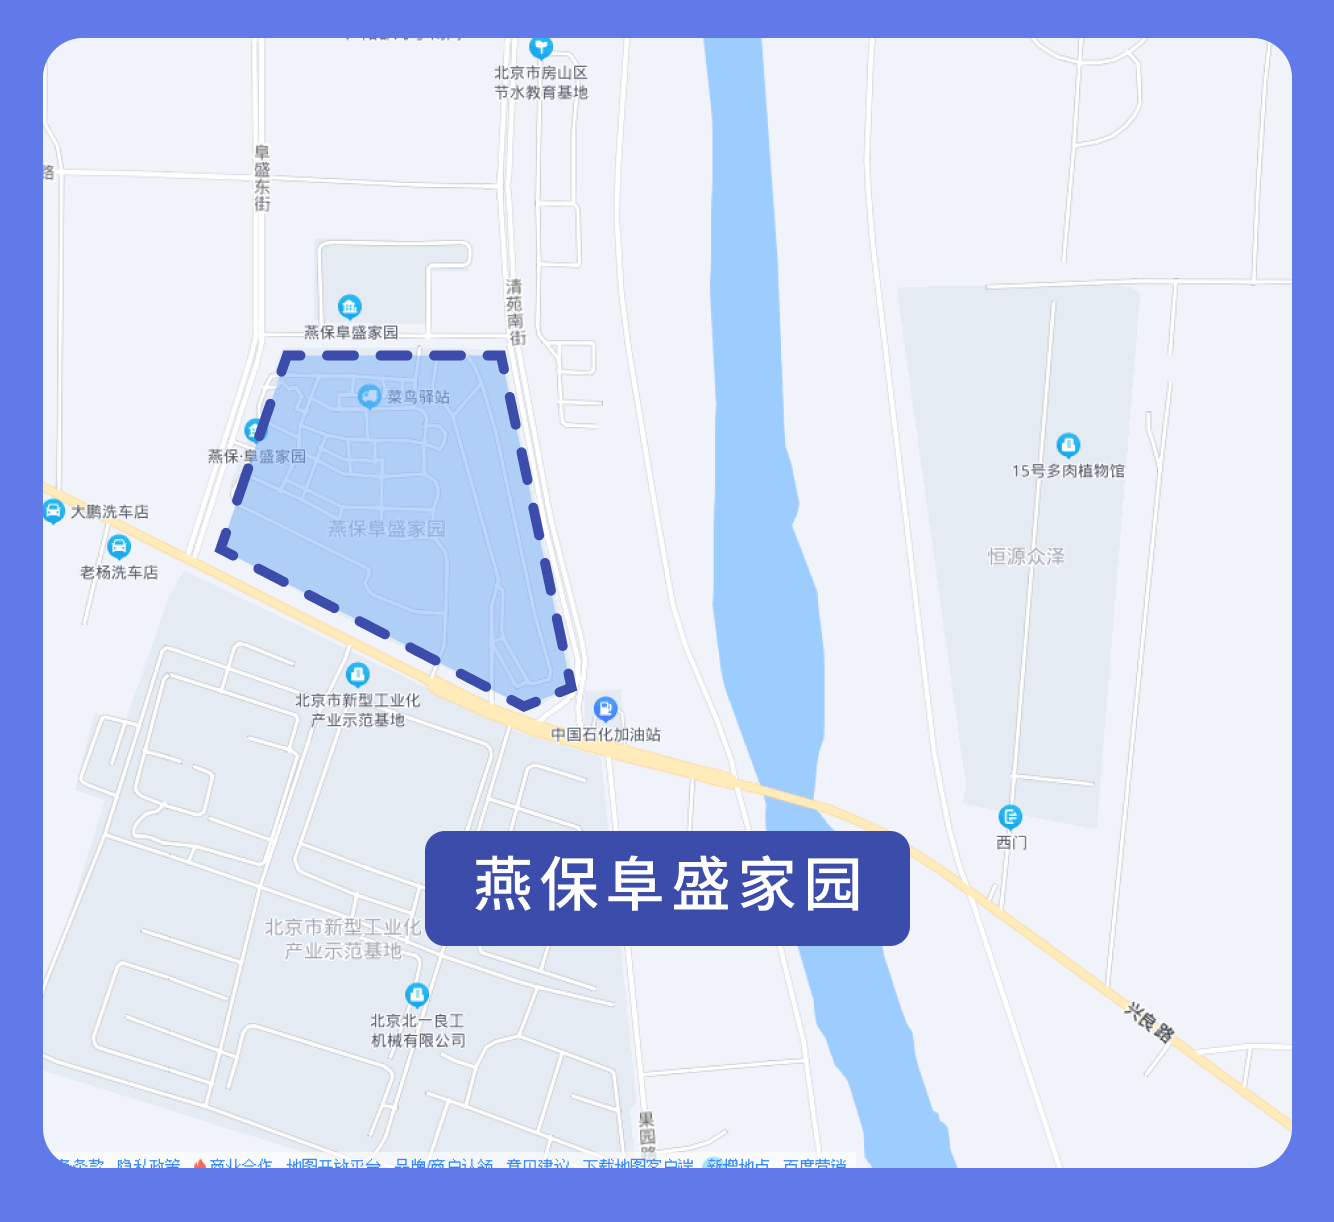 北京市房山区
节水教育基地
路
阜盛东街
清苑南街
燕保阜盛家园
菜鸟驿站
燕保·阜盛家园
15号多肉植物馆
大鹏洗车店
燕保阜盛家园
恒源众泽
老杨洗车店
北京市新型工业化
产业示范基地
中国石化加油站
西门
燕保阜盛家园
北京市新型工业化
产业示范基地
北京北一良工
机械有限公司
兴良路
果园路
务条款 隐私政策 商业合作 地图开放平台 品牌/商户认领 意见建议 下载地图客户端 新增地点 百度营销